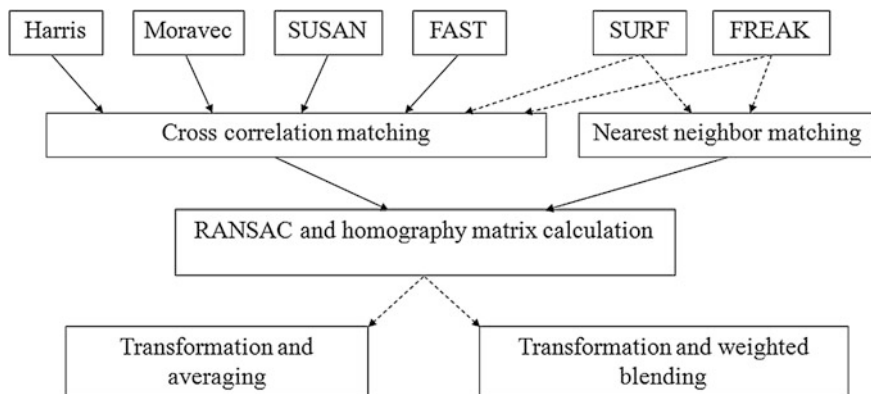 Harris
Moravec
SUSAN
FAST
SURF
FREAK
Cross correlation matching
Nearest neighbor matching
RANSAC and homography matrix calculation
Transformation and
averaging
Transformation and weighted
blending